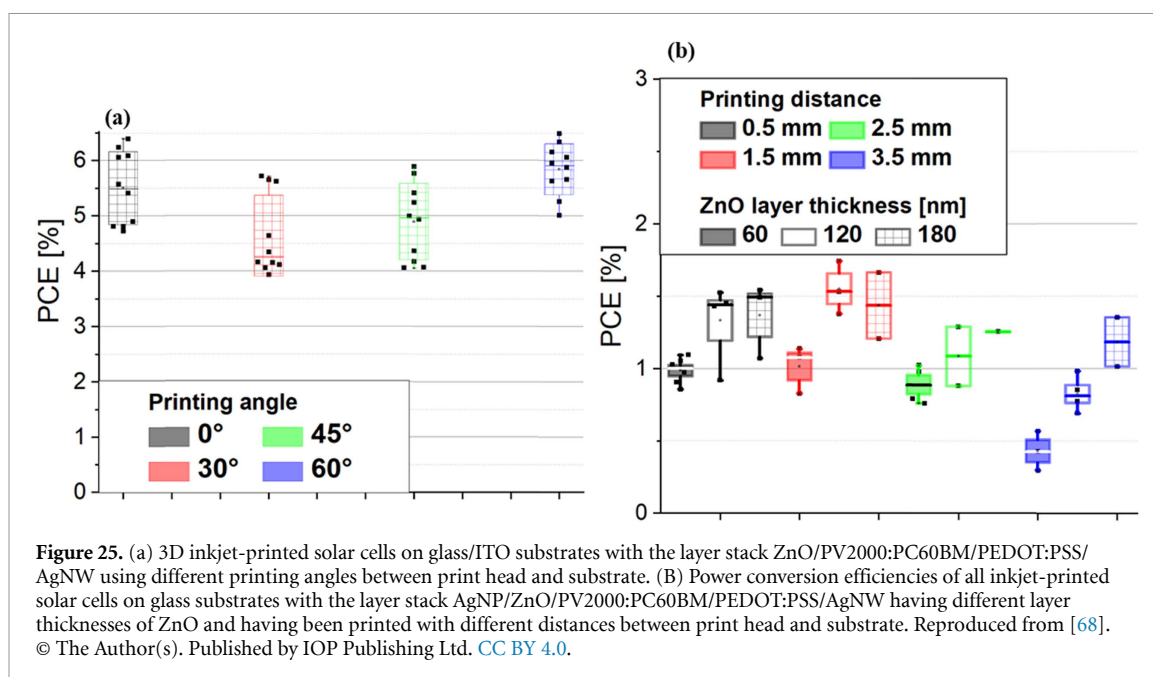 (a)
PCE [%]
6
5
4
3
2
1
0
Printing angle
0° 45°
30° 60°
(b)
PCE [%]
3
2
1
0
Printing distance
0.5 mm 2.5 mm
1.5 mm 3.5 mm
ZnO layer thickness [nm]
60 120 180
Figure 25. (a) 3D inkjet-printed solar cells on glass/ITO substrates with the layer stack ZnO/PV2000:PC60BM/PEDOT:PSS/
AgNW using different printing angles between print head and substrate. (B) Power conversion efficiencies of all inkjet-printed
solar cells on glass substrates with the layer stack AgNP/ZnO/PV2000:PC60BM/PEDOT:PSS/AgNW having different layer
thicknesses of ZnO and having been printed with different distances between print head and substrate. Reproduced from [68].
© The Author(s). Published by IOP Publishing Ltd. CC BY 4.0.